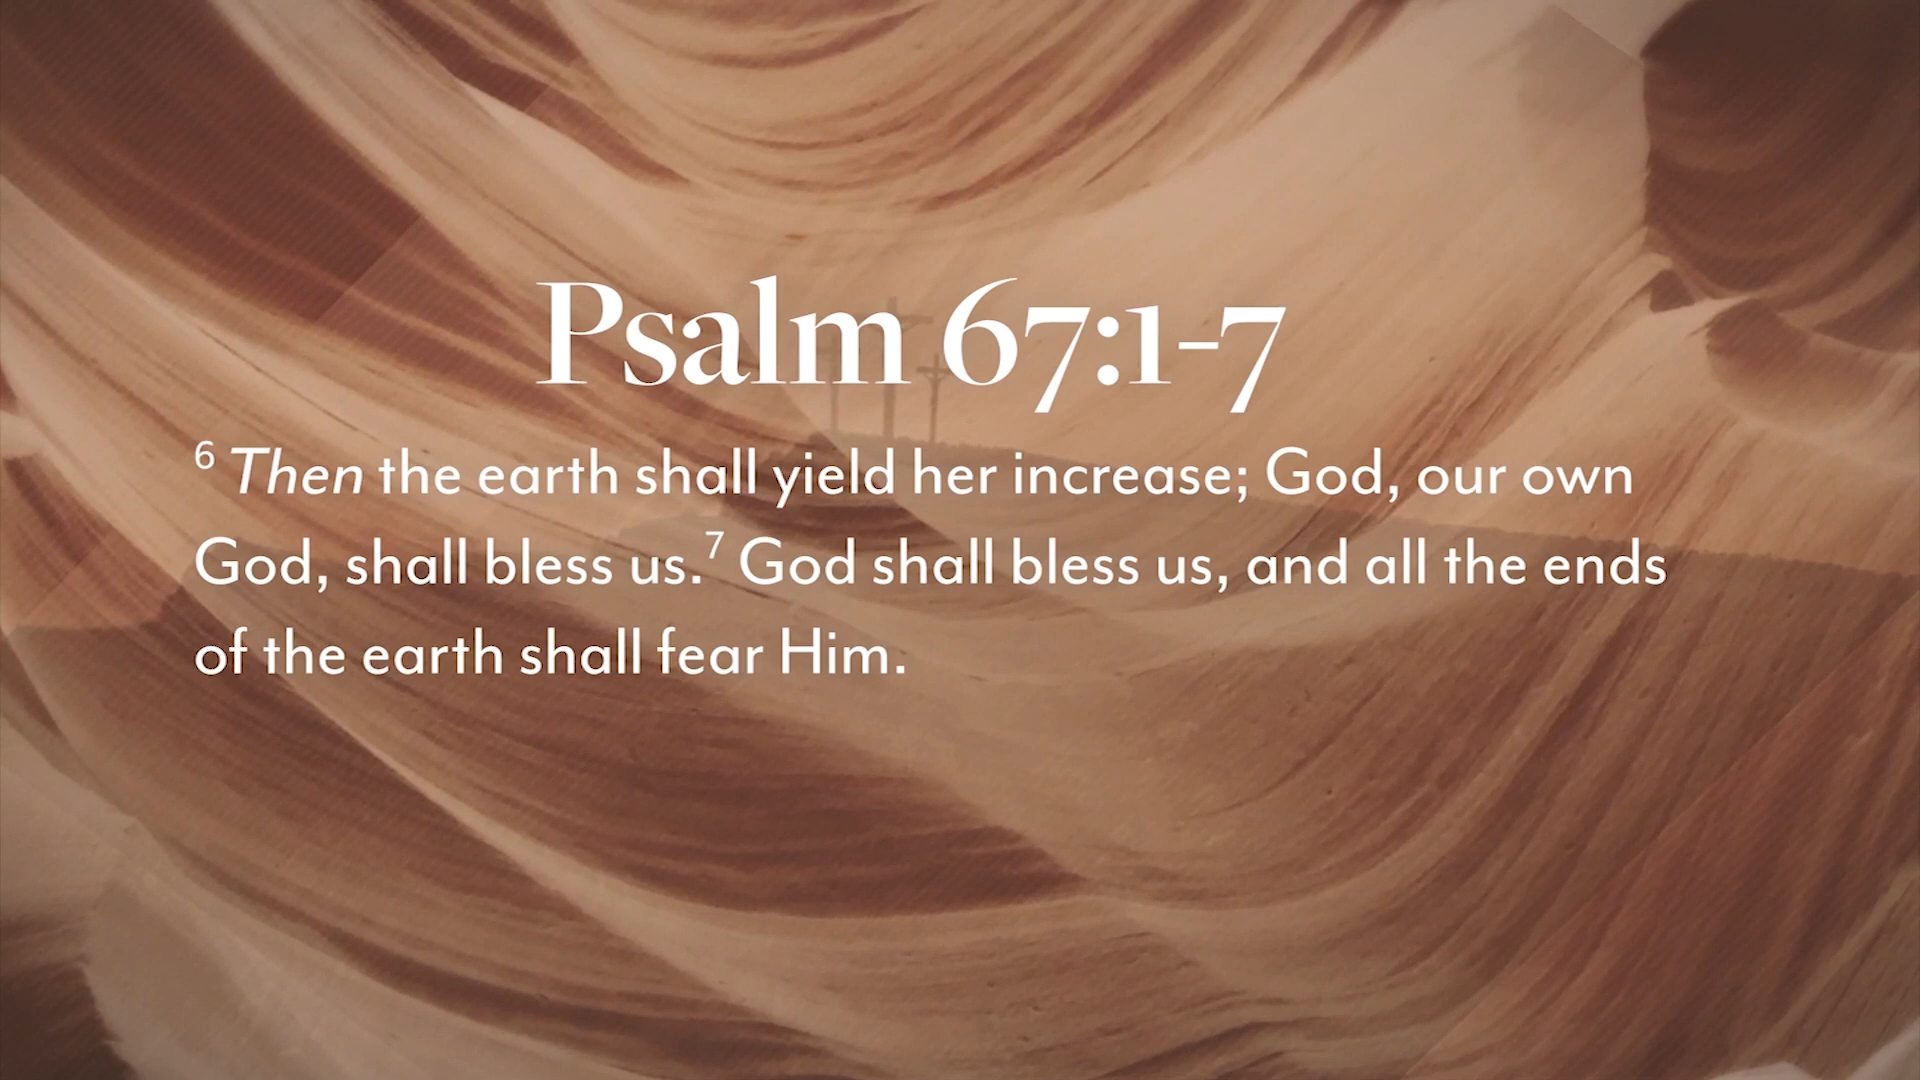 Psalm 67:1-7
6 Then the earth shall yield her increase; God, our own
God, shall bless us.7 God shall bless us, and all the ends
of the earth shall fear Him.